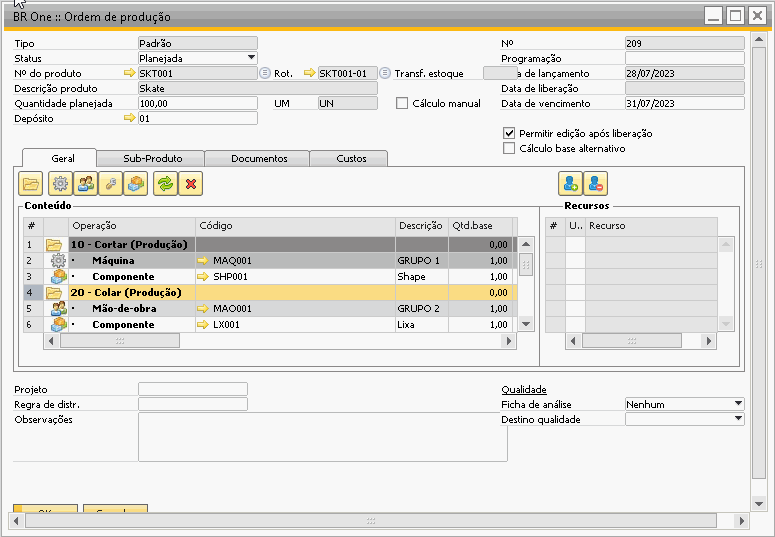 BR One :: Ordem de produção
Tipo Padrão Nº 209
Status Planejada Programação
Nº do produto SKT001 Rot. SKT001-01 Transf. estoque a de lançamento 28/07/2023
Descrição produto Skate Data de liberação
Quantidade planejada 100,00 UM UN Cálculo manual Data de vencimento 31/07/2023
Depósito 01
Permitir edição após liberação
Cálculo base alternativo
Geral Sub-Produto Documentos Custos
Conteúdo Recursos
# Operação Código Descrição Qtd.base # U.. Recurso
1 10 - Cortar (Produção) 0,00
2 · Máquina MAQ001 GRUPO 1 1,00
3 · Componente SHP001 Shape 1,00
4 20 - Colar (Produção) 0,00
5 · Mão-de-obra MAO001 GRUPO 2 1,00
6 · Componente LX001 Lixa 1,00
Projeto Qualidade
Regra de distr. Ficha de análise Nenhum
Observações Destino qualidade